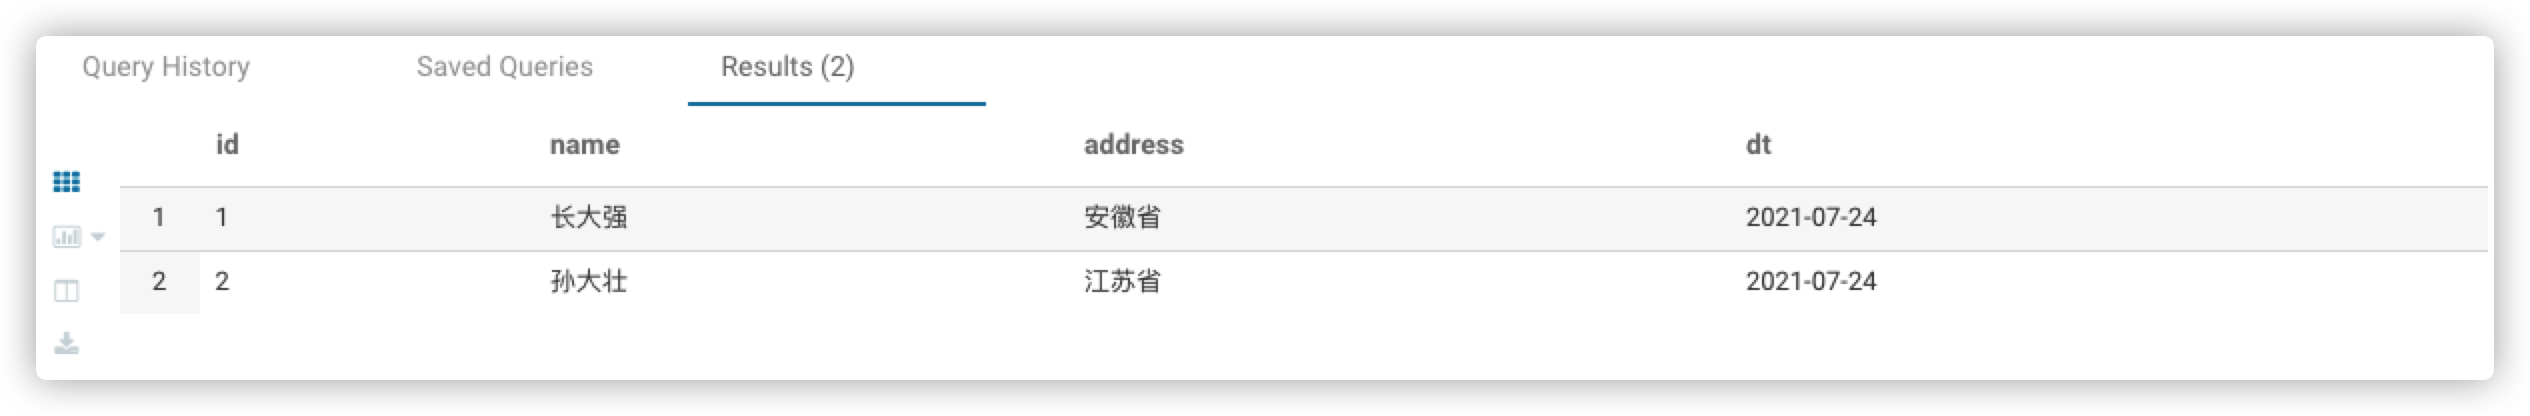 Query History Saved Queries Results (2)
id name address dt
1 1 长大强 安徽省 2021-07-24
2 2 孙大壮 江苏省 2021-07-24